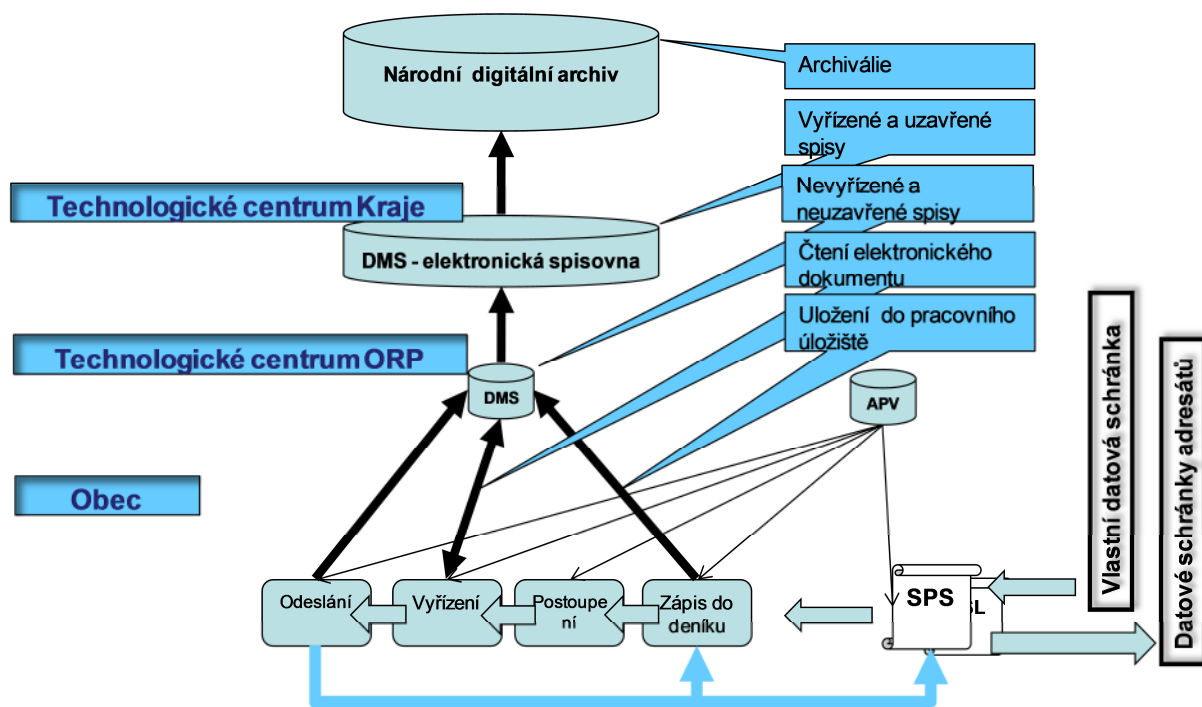 Národní digitální archiv
Archiválie
Vyřízené a uzavřené
spisy
Technologické centrum Kraje
Nevyřízené a
neuzavřené spisy
DMS - elektronická spisovna
Čtení elektronického
dokumentu
Uložení do pracovního
úložiště
Technologické centrum ORP
DMS
APV
Vlastní datová schránka
Datové schránky adresátů
Obec
Odeslání
Vyřízení
Postoupe
ní
Zápis do
deníku
SPS
SL